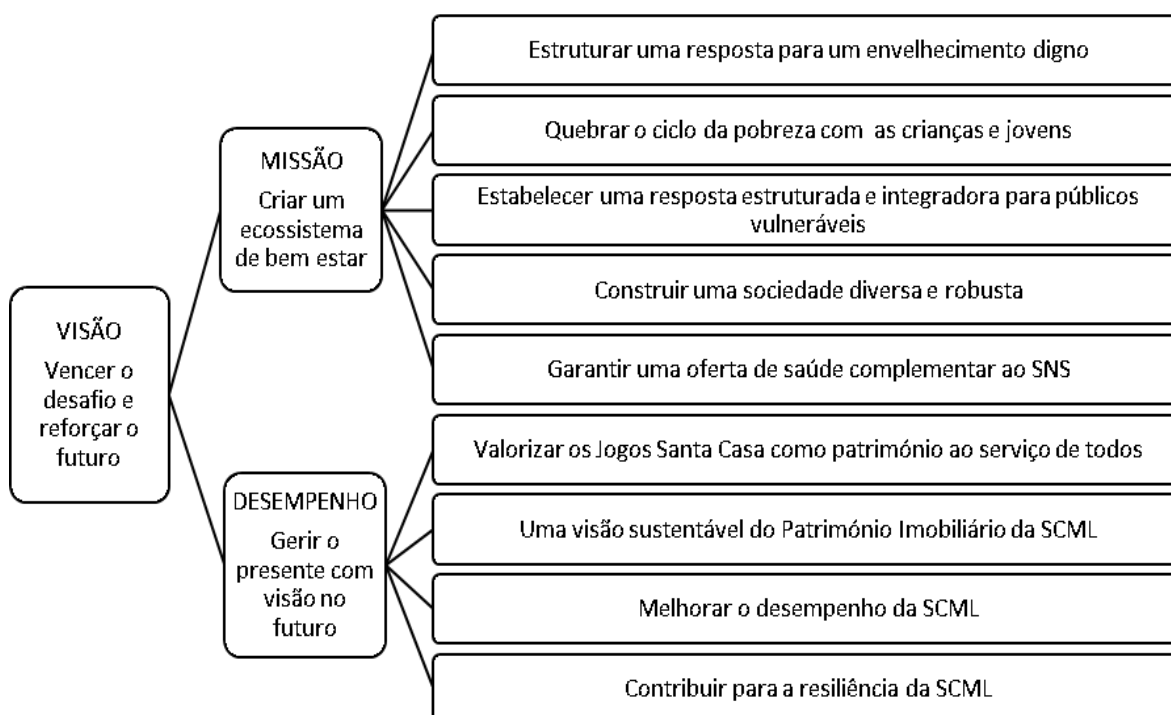 VISÃO
Vencer o
desafio e
reforçar o
futuro
MISSÃO
Criar um
ecossistema
de bem estar
Estruturar uma resposta para um envelhecimento digno
Quebrar o ciclo da pobreza com  as crianças e jovens
Estabelecer uma resposta estruturada e integradora para públicos
vulneráveis
Construir uma sociedade diversa e robusta
Garantir uma oferta de saúde complementar ao SNS
DESEMPENHO
Gerir o
presente com
visão no
futuro
Valorizar os Jogos Santa Casa como património ao serviço de todos
Uma visão sustentável do Património Imobiliário da SCML
Melhorar o desempenho da SCML
Contribuir para a resiliência da SCML